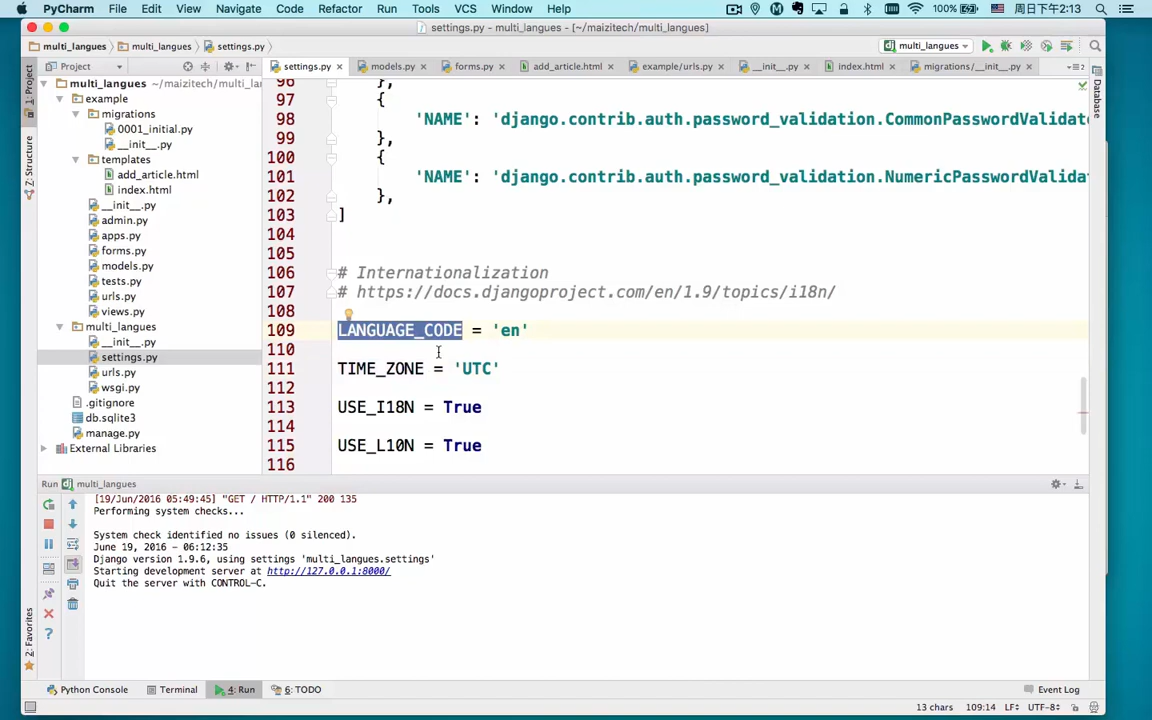 PyCharm File Edit View Navigate Code Refactor Run Tools VCS Window Help 100% 周日下午2:13
settings.py - multi_langues - [~/maizitech/multi_langues]
multi_langues multi_langues settings.py multi_langues
Project settings.py models.py forms.py add_article.html example/urls.py __init__.py index.html migrations/__init__.py
1: Project
Z: Structure
2: Favorites
Database
multi_langues ~/maizitech/multi_la
example
migrations
0001_initial.py
__init__.py
templates
add_article.html
index.html
__init__.py
admin.py
apps.py
forms.py
models.py
tests.py
urls.py
views.py
multi_langues
__init__.py
settings.py
urls.py
wsgi.py
.gitignore
db.sqlite3
manage.py
External Libraries
96 },
97 {
98 'NAME': 'django.contrib.auth.password_validation.CommonPasswordValidat
99 },
100 {
101 'NAME': 'django.contrib.auth.password_validation.NumericPasswordValida
102 },
103 ]
104
105
106 # Internationalization
107 # https://docs.djangoproject.com/en/1.9/topics/i18n/
108
109 LANGUAGE_CODE = 'en'
110
111 TIME_ZONE = 'UTC'
112
113 USE_I18N = True
114
115 USE_L10N = True
116
Run multi_langues
[19/Jun/2016 05:49:45] "GET / HTTP/1.1" 200 135
Performing system checks...
System check identified no issues (0 silenced).
June 19, 2016 - 06:12:35
Django version 1.9.6, using settings 'multi_langues.settings'
Starting development server at http://127.0.0.1:8000/
Quit the server with CONTROL-C.
Python Console Terminal 4: Run 6: TODO Event Log
13 chars 109:14 LF÷ UTF-8÷